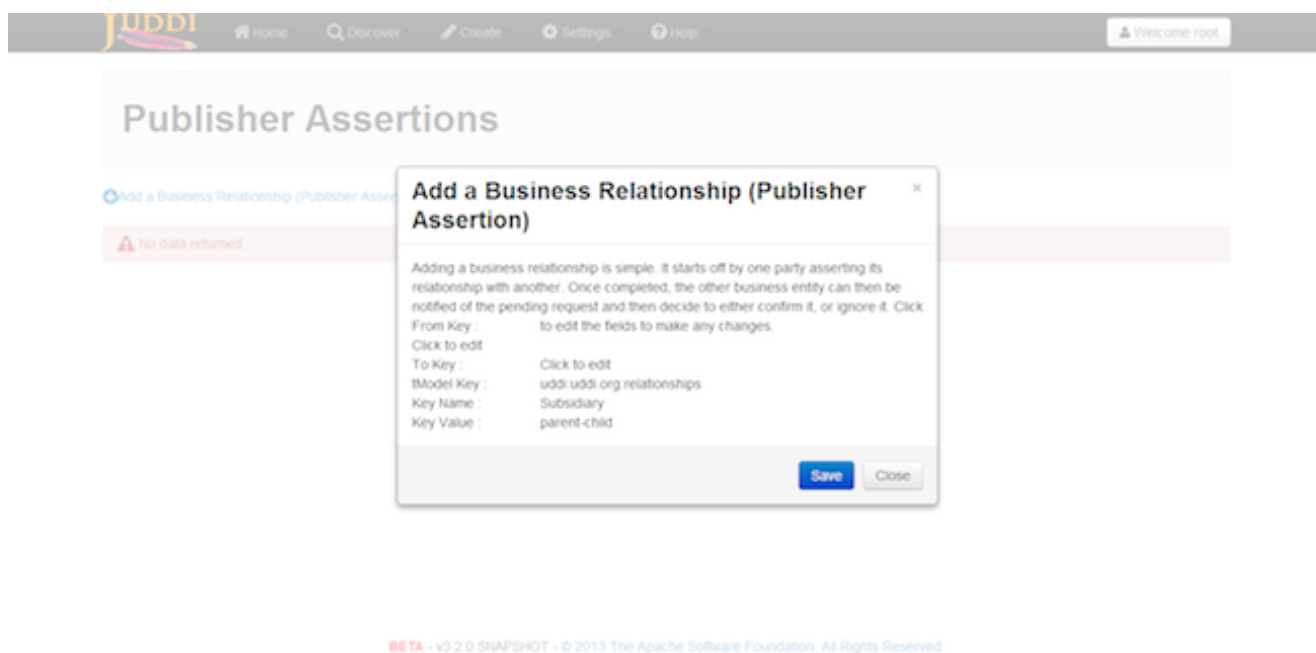 jUDDI
Home Discover Create Settings Help Welcome root
Publisher Assertions
Add a Business Relationship (Publisher Asser
No data returned.
Add a Business Relationship (Publisher ×
Assertion)
Adding a business relationship is simple. It starts off by one party asserting its
relationship with another. Once completed, the other business entity can then be
notified of the pending request and then decide to either confirm it, or ignore it. Click
From Key : to edit the fields to make any changes.
Click to edit
To Key : Click to edit
tModel Key : uddi:uddi.org:relationships
Key Name : Subsidiary
Key Value : parent-child
Save Close
BETA - v3.2.0.SNAPSHOT - © 2013 The Apache Software Foundation. All Rights Reserved.